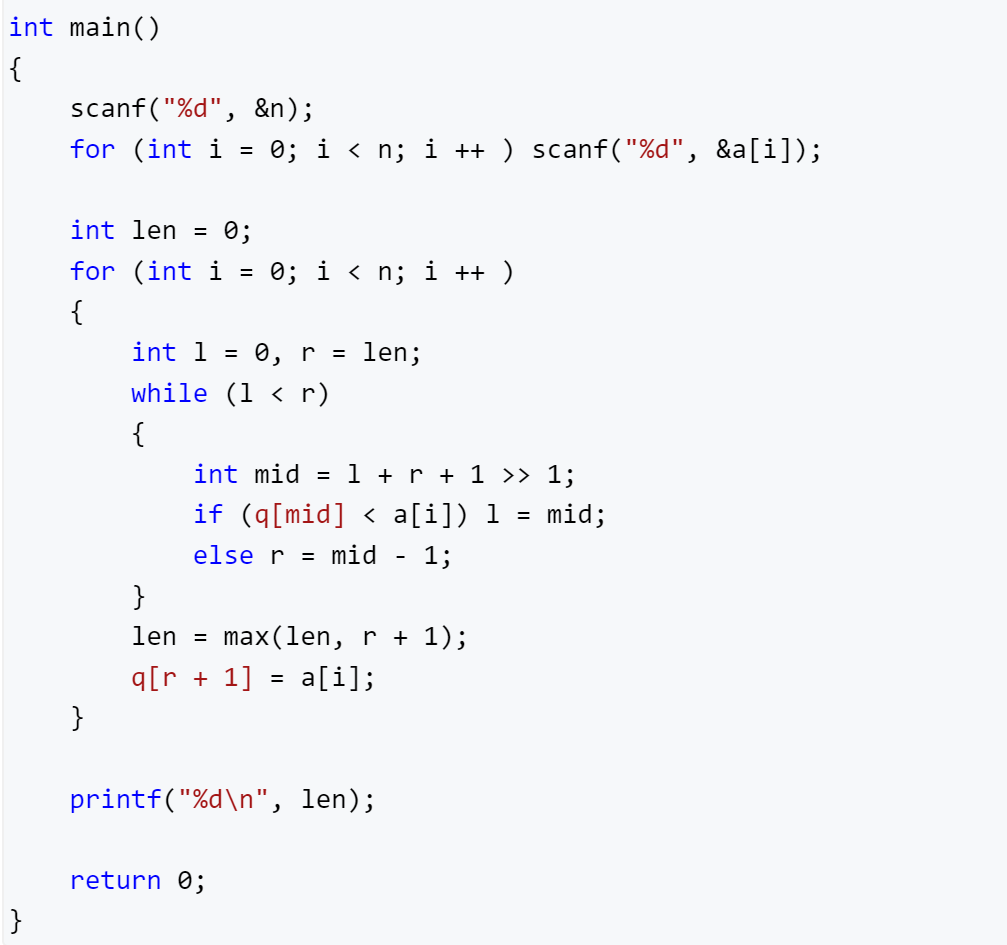 int main()
{
    scanf("%d", &n);
    for (int i = 0; i < n; i ++ ) scanf("%d", &a[i]);

    int len = 0;
    for (int i = 0; i < n; i ++ )
    {
        int l = 0, r = len;
        while (l < r)
        {
            int mid = l + r + 1 >> 1;
            if (q[mid] < a[i]) l = mid;
            else r = mid - 1;
        }
        len = max(len, r + 1);
        q[r + 1] = a[i];
    }

    printf("%d\n", len);

    return 0;
}